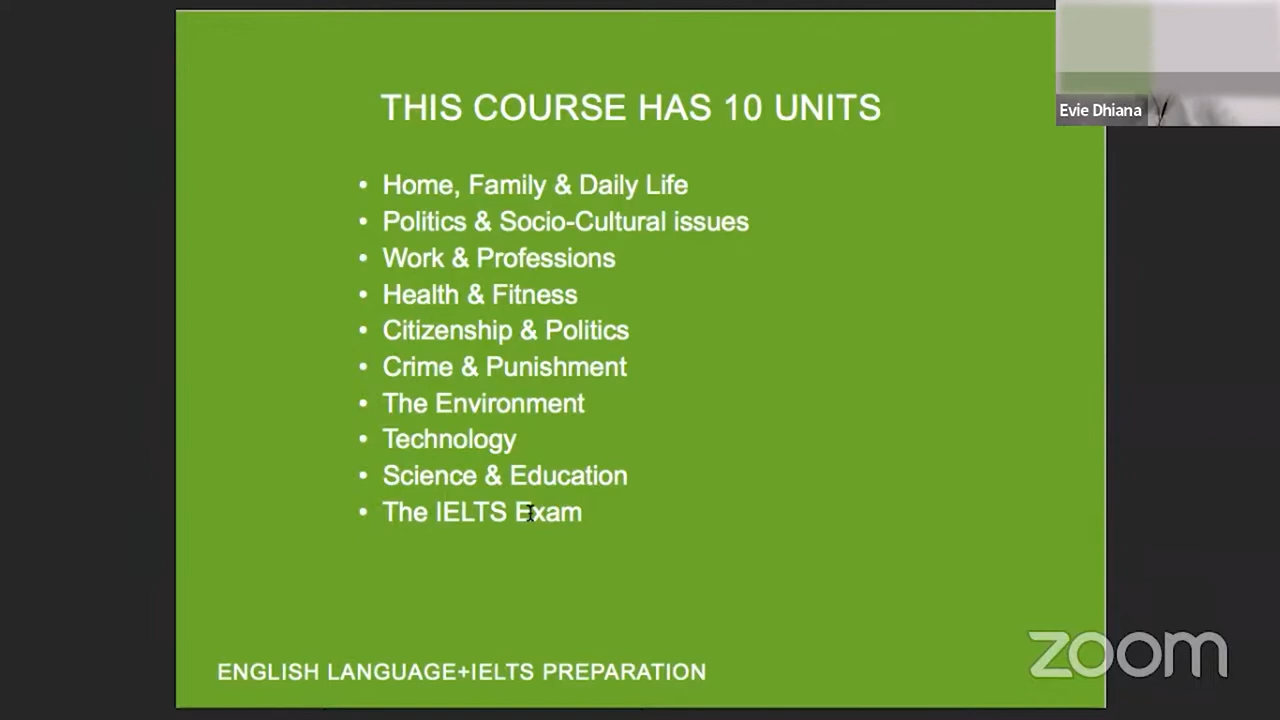 THIS COURSE HAS 10 UNITS
Evie Dhiana
• Home, Family & Daily Life
• Politics & Socio-Cultural issues
• Work & Professions
• Health & Fitness
• Citizenship & Politics
• Crime & Punishment
• The Environment
• Technology
• Science & Education
• The IELTS Exam
ENGLISH LANGUAGE+IELTS PREPARATION
zoom